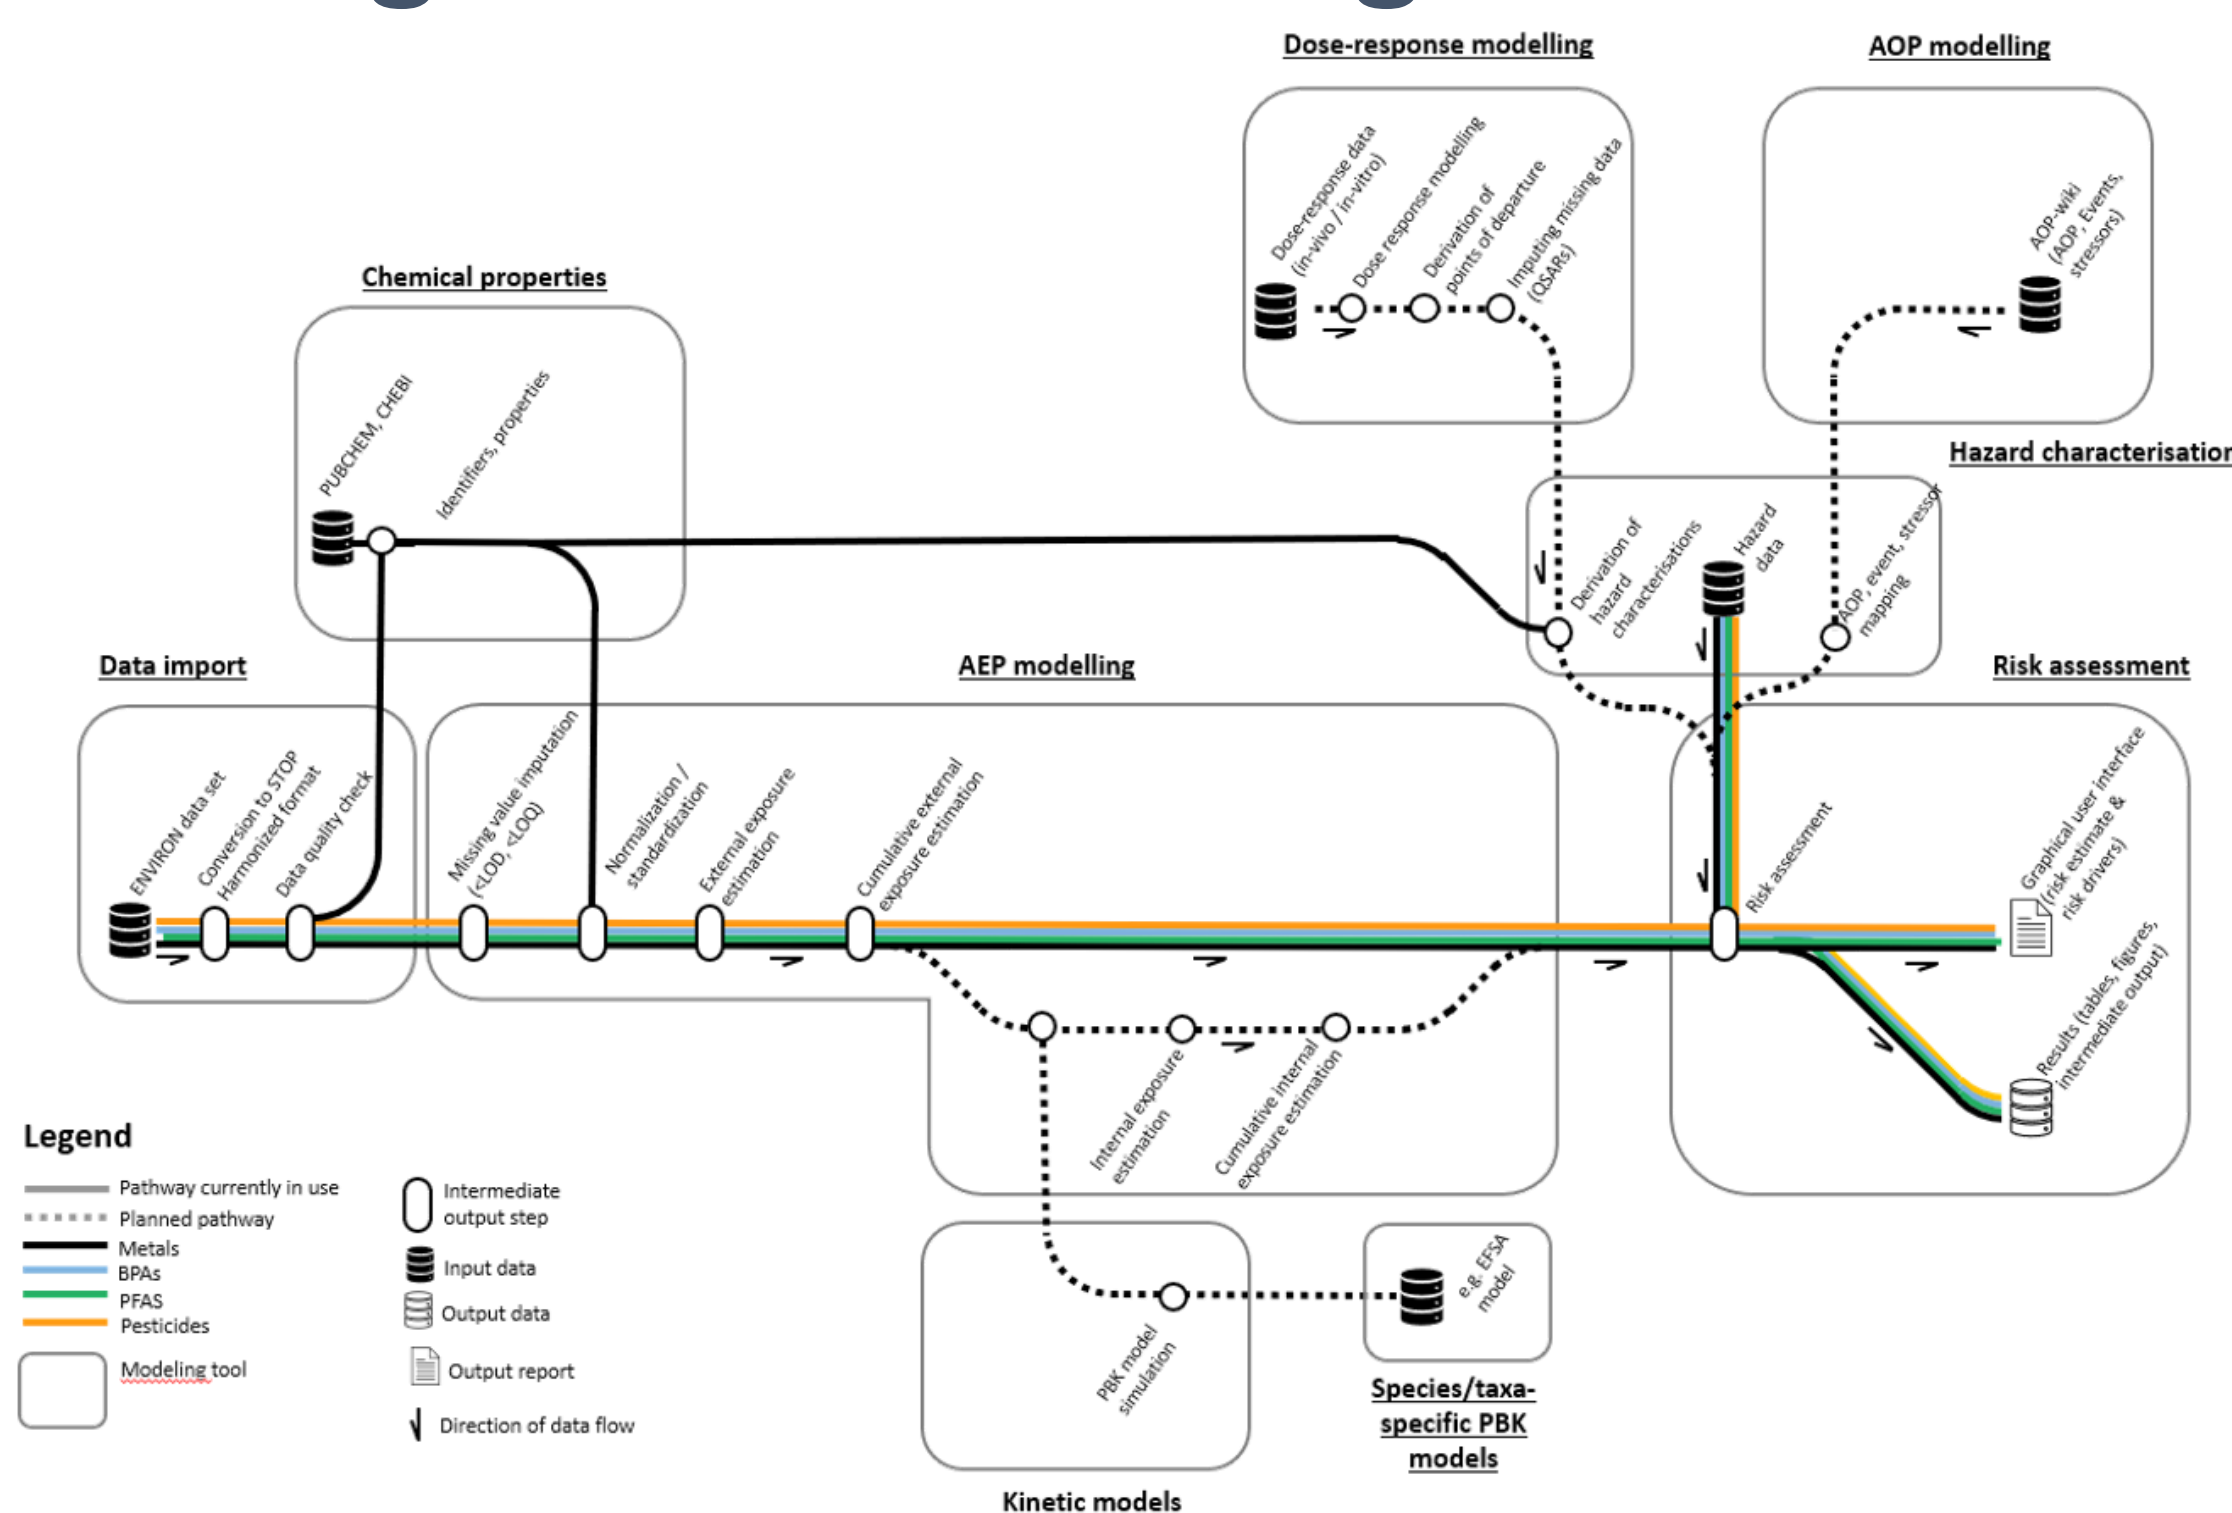 Dose-response modelling
AOP modelling
Dose-response data
(in-vivo / in-vitro)
Dose response modelling
Derivation of
points of departure
Imputing missing data
(QSARs)
AOP-wiki
(AOP, Events,
stressors)
Chemical properties
PUBCHEM, CHEBI
Identifiers, properties
Hazard characterisation
Derivation of
hazard
characterisations
Hazard
data
AOP, event, stressor
mapping
Data import
AEP modelling
Risk assessment
ENVIRON data set
Conversion to STOP
Harmonized format
Data quality check
Missing value imputation
(<LOD, <LOQ)
Normalization /
standardization
External exposure
estimation
Cumulative external
exposure estimation
Risk assessment
Graphical user interface
(risk estimate &
risk drivers)
Results (tables, figures,
intermediate output)
Internal exposure
estimation
Cumulative internal
exposure estimation
Legend
Pathway currently in use
Planned pathway
Metals
BPAs
PFAS
Pesticides
Modeling tool
Intermediate
output step
Input data
Output data
Output report
Direction of data flow
PBK model
simulation
e.g. EFSA
model
Species/taxa-
specific PBK
models
Kinetic models